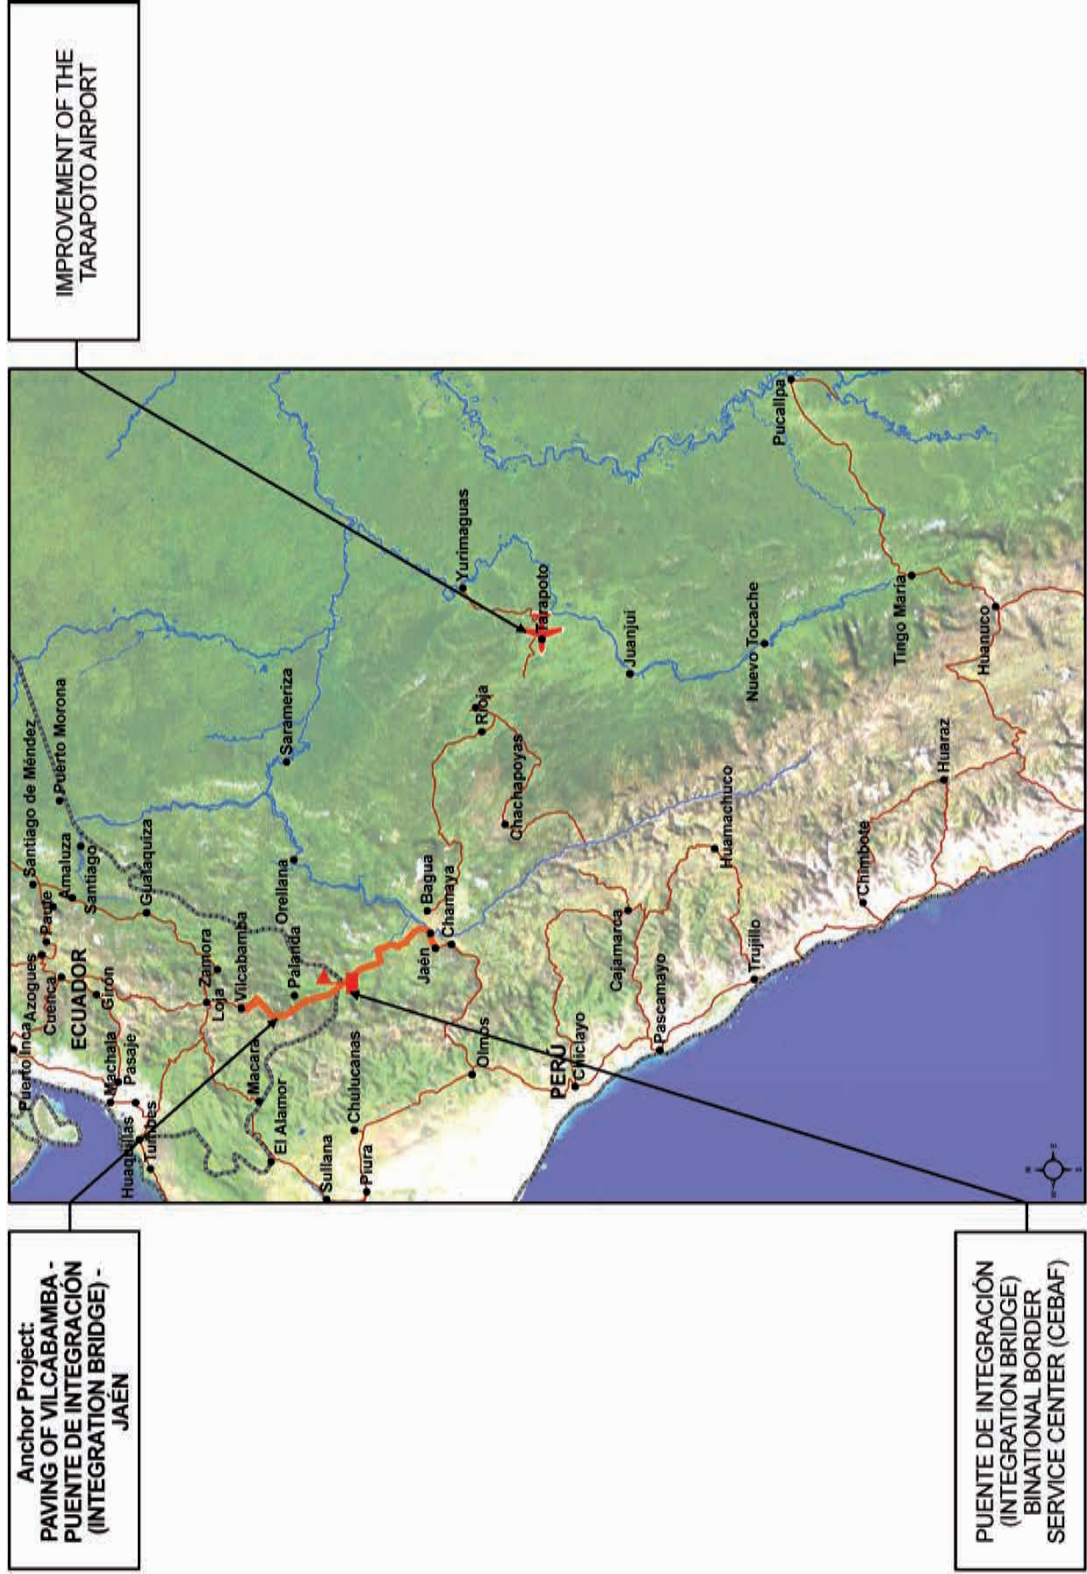 Anchor Project:
PAVING OF VILCABAMBA -
PUENTE DE INTEGRACIÓN
(INTEGRATION BRIDGE) -
JAÉN
IMPROVEMENT OF THE
TARAPOTO AIRPORT
Puerto Inca
Azogues
Cuenca
Paute
Santiago de Méndez
Amaluza
Puerto Morona
Santiago
ECUADOR
Girón
Machala
Pasaje
Gualaquiza
Huaquillas
Tumbes
Zamora
Loja
Vilcabamba
Macara
El Alamor
Palanda
Orellana
Sarameriza
Sullana
Chulucanas
Piura
Jaén
Bagua
Chamaya
Yurimaguas
Olmos
Rioja
Chachapoyas
Tarapoto
PERU
Chiclayo
Cajamarca
Juanjui
Pascamayo
Huamachuco
Trujillo
Nuevo Tocache
Pucallpa
Chimbote
Tingo María
Huaraz
Huanuco
PUENTE DE INTEGRACIÓN
(INTEGRATION BRIDGE)
BINATIONAL BORDER
SERVICE CENTER (CEBAF)